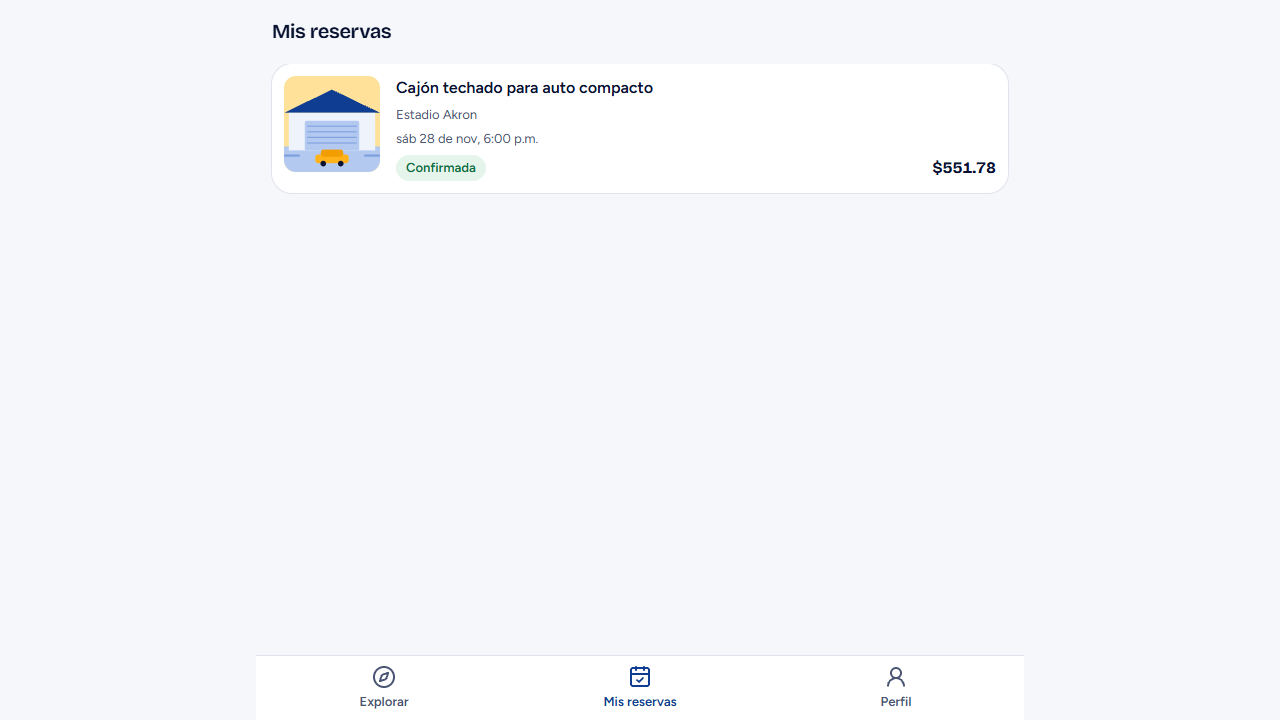 Mis reservas
Cajón techado para auto compacto
Estadio Akron
sáb 28 de nov, 6:00 p.m.
Confirmada
$551.78
Explorar
Mis reservas
Perfil